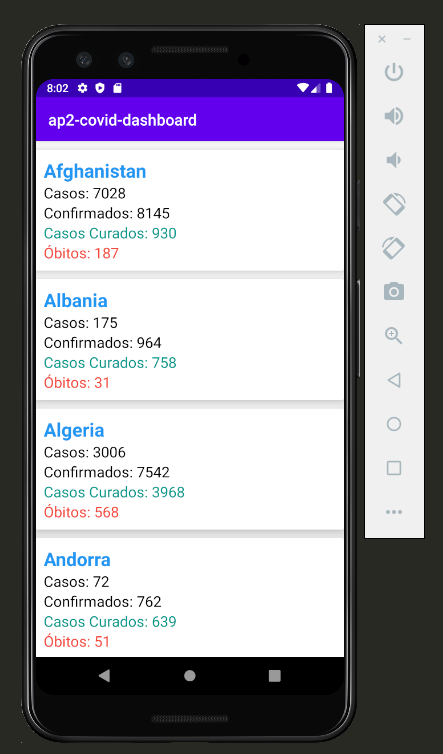 8:02
ap2-covid-dashboard
Afghanistan
Casos: 7028
Confirmados: 8145
Casos Curados: 930
Óbitos: 187
Albania
Casos: 175
Confirmados: 964
Casos Curados: 758
Óbitos: 31
Algeria
Casos: 3006
Confirmados: 7542
Casos Curados: 3968
Óbitos: 568
Andorra
Casos: 72
Confirmados: 762
Casos Curados: 639
Óbitos: 51